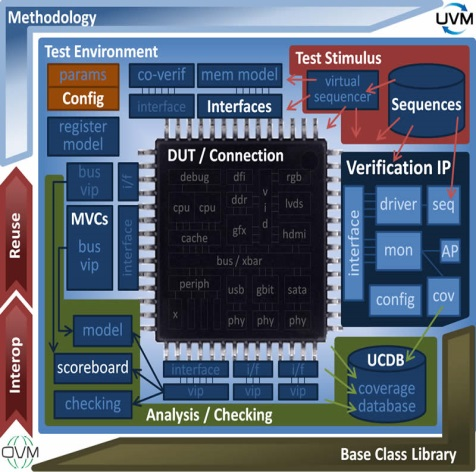 Methodology
UVM
Test Environment
params
Config
co-verif
mem model
interface
Interfaces
Test Stimulus
virtual
sequencer
Sequences
register
model
DUT / Connection
debug
dfi
rgb
cpu
cpu
ddr
v
i
d
lvds
cache
gfx
hdmi
bus / xbar
periph
usb
gbit
sata
x
phy
phy
phy
bus
vip
i/f
MVCs
bus
vip
interface
Verification IP
interface
driver
seq
mon
AP
config
cov
Reuse
Interop
model
scoreboard
checking
interface
i/f
i/f
vip
vip
vip
Analysis / Checking
UCDB
coverage
database
OVM
Base Class Library